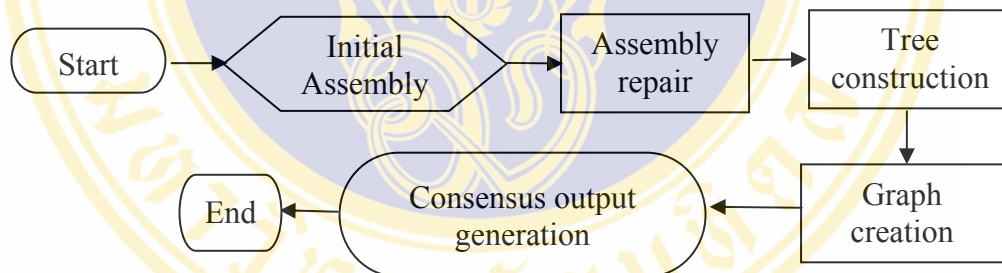 Start
Initial
Assembly
Assembly
repair
Tree
construction
Graph
creation
Consensus output
generation
End